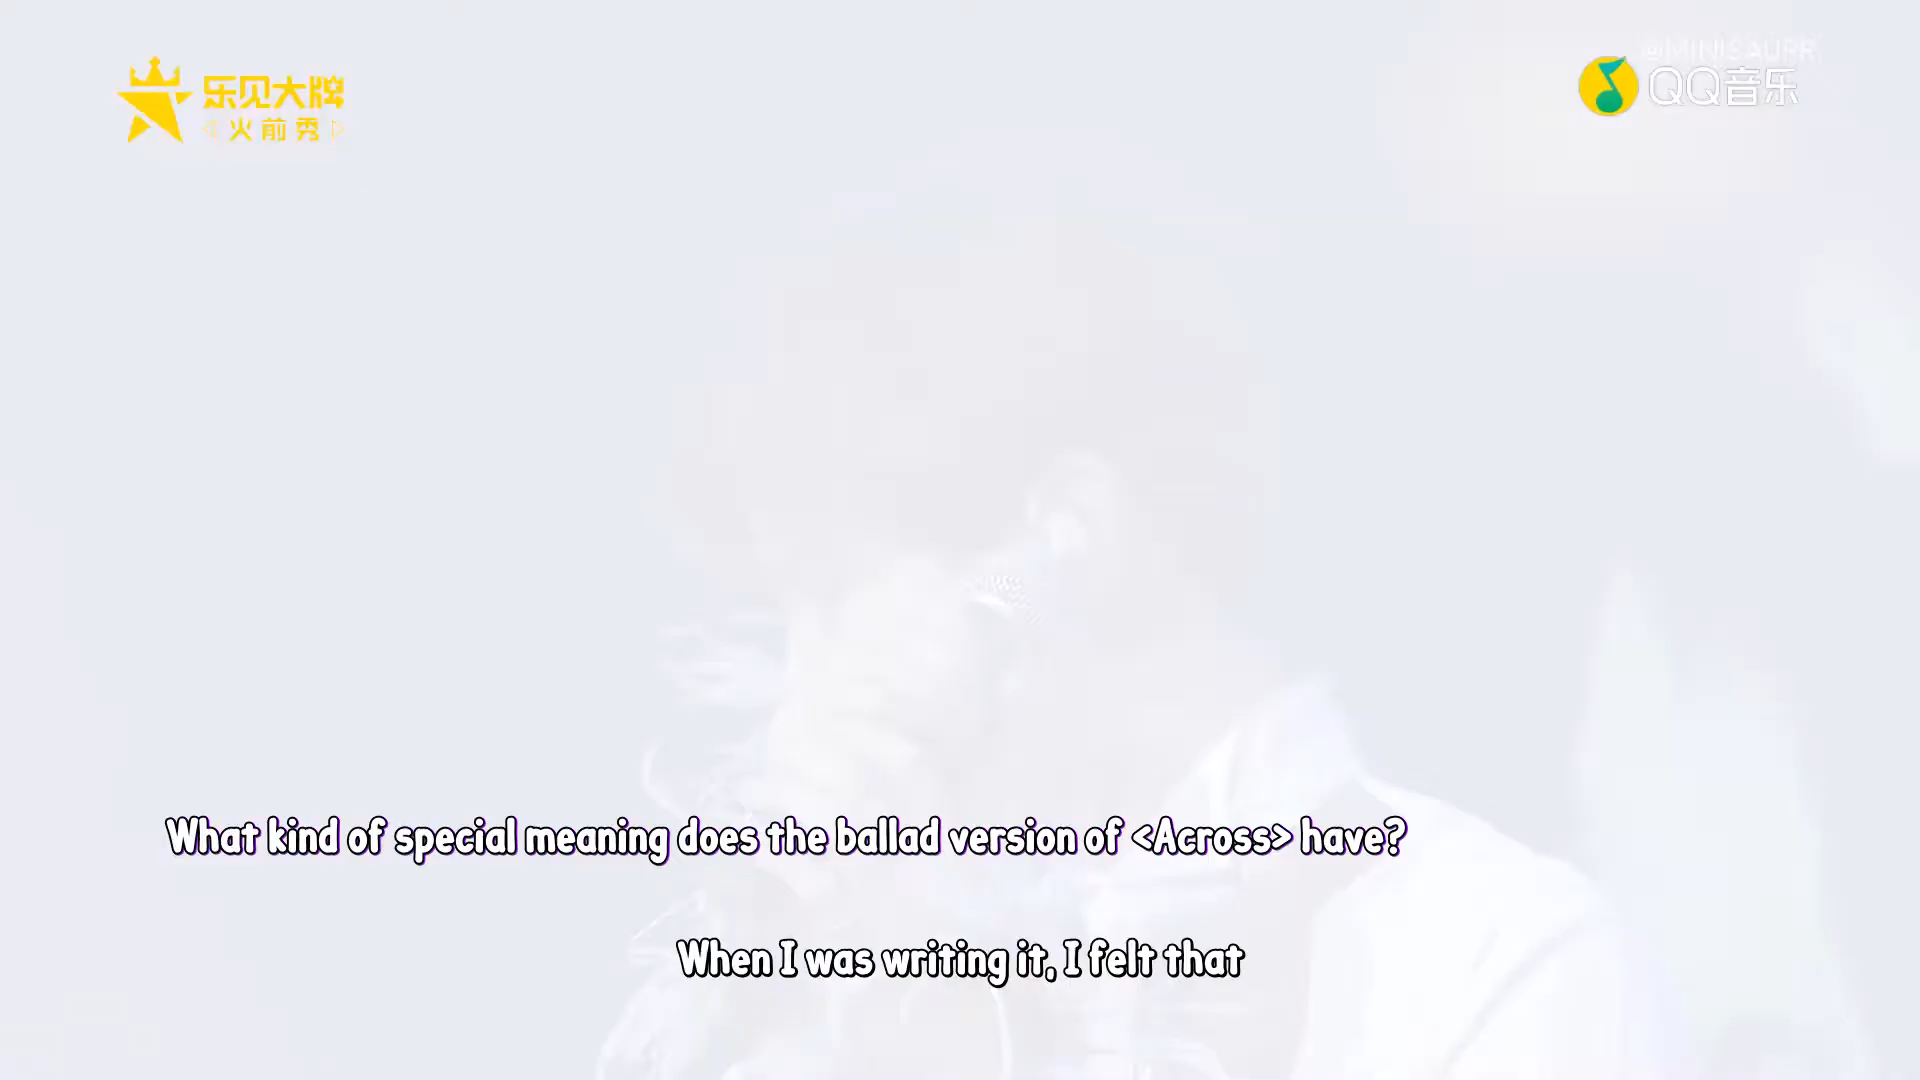 乐见大牌
火前秀
@MINISAURR
QQ音乐
What kind of special meaning does the ballad version of <Across> have?
When I was writing it, I felt that